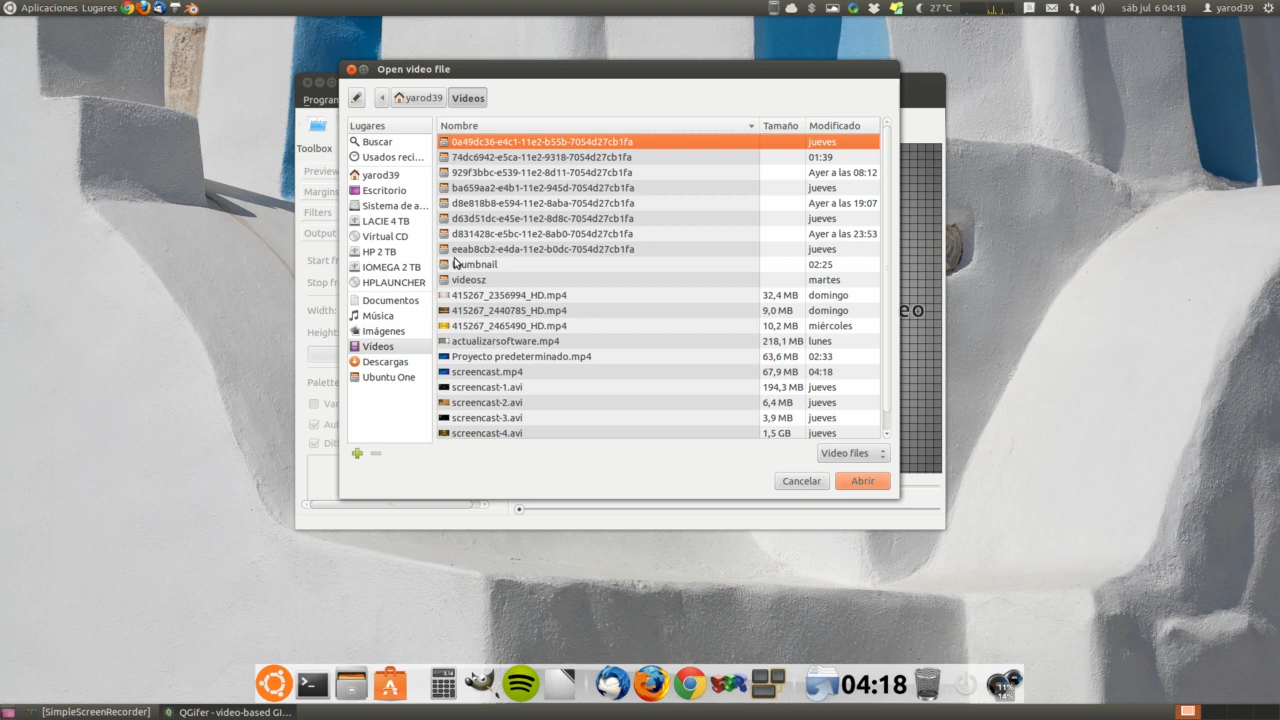 Aplicaciones Lugares
27 °C
sáb jul 6 04:18
yarod39
Open video file
Program
yarod39
Vídeos
Toolbox
Preview
Margins
Filters
Output
Width:
Height:
Palette
Lugares
Buscar
Usados reci...
yarod39
Escritorio
Sistema de a...
LACIE 4 TB
Virtual CD
HP 2 TB
IOMEGA 2 TB
HPLAUNCHER
Documentos
Música
Imágenes
Vídeos
Descargas
Ubuntu One
Nombre Tamaño Modificado
0a49dc36-e4c1-11e2-b55b-7054d27cb1fa jueves
74dc6942-e5ca-11e2-9318-7054d27cb1fa 01:39
929f3bbc-e539-11e2-8d11-7054d27cb1fa Ayer a las 08:12
ba659aa2-e4b1-11e2-945d-7054d27cb1fa jueves
d8e818b8-e594-11e2-8aba-7054d27cb1fa Ayer a las 19:07
d63d51dc-e45e-11e2-8d8c-7054d27cb1fa jueves
d831428c-e5bc-11e2-8ab0-7054d27cb1fa Ayer a las 23:53
eeab8cb2-e4da-11e2-b0dc-7054d27cb1fa jueves
thumbnail 02:25
videosz martes
415267_2356994_HD.mp4 32,4 MB domingo
415267_2440785_HD.mp4 9,0 MB domingo
415267_2465490_HD.mp4 10,2 MB miércoles
actualizarsoftware.mp4 218,1 MB lunes
Proyecto predeterminado.mp4 63,6 MB 02:33
screencast.mp4 67,9 MB 04:18
screencast-1.avi 194,3 MB jueves
screencast-2.avi 6,4 MB jueves
screencast-3.avi 3,9 MB jueves
screencast-4.avi 1,5 GB jueves
Video files
Cancelar Abrir
04:18
[SimpleScreenRecorder] QGifer - video-based GI...